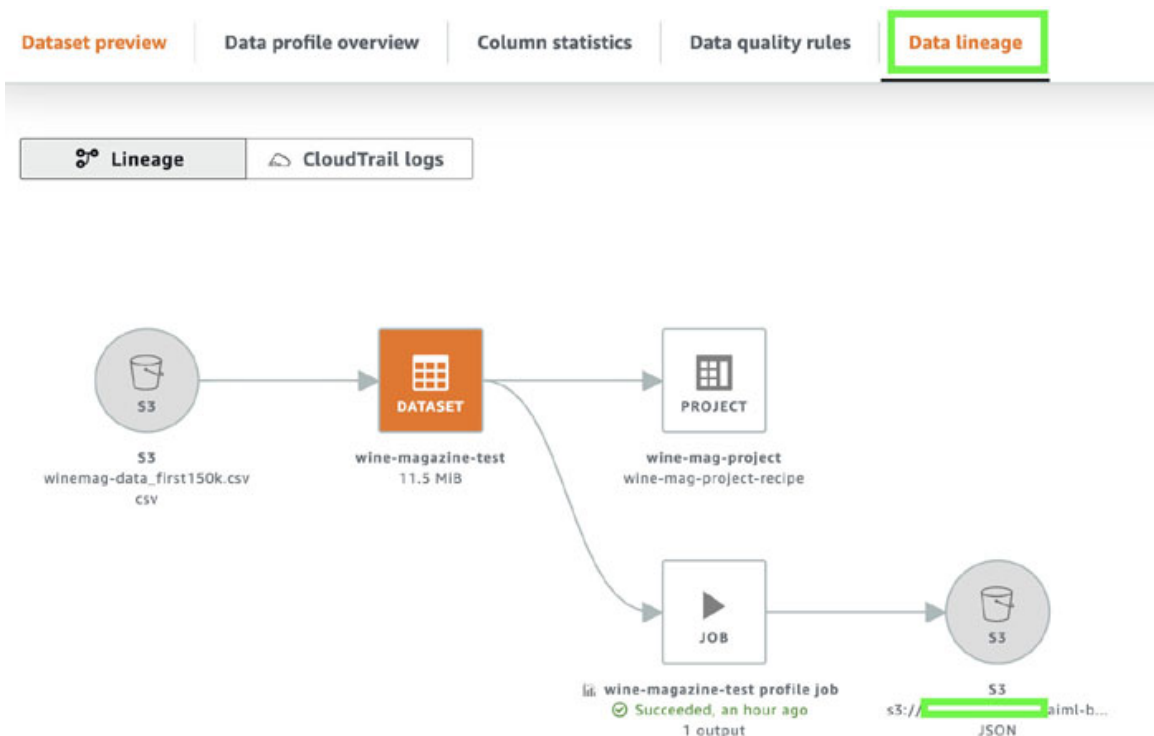 Dataset preview
Data profile overview
Column statistics
Data quality rules
Data lineage
Lineage
CloudTrail logs
S3
S3
winemag-data_first150k.csv
csv
DATASET
wine-magazine-test
11.5 MiB
PROJECT
wine-mag-project
wine-mag-project-recipe
JOB
wine-magazine-test profile job
Succeeded, an hour ago
1 output
S3
S3
s3:// aiml-b...
JSON